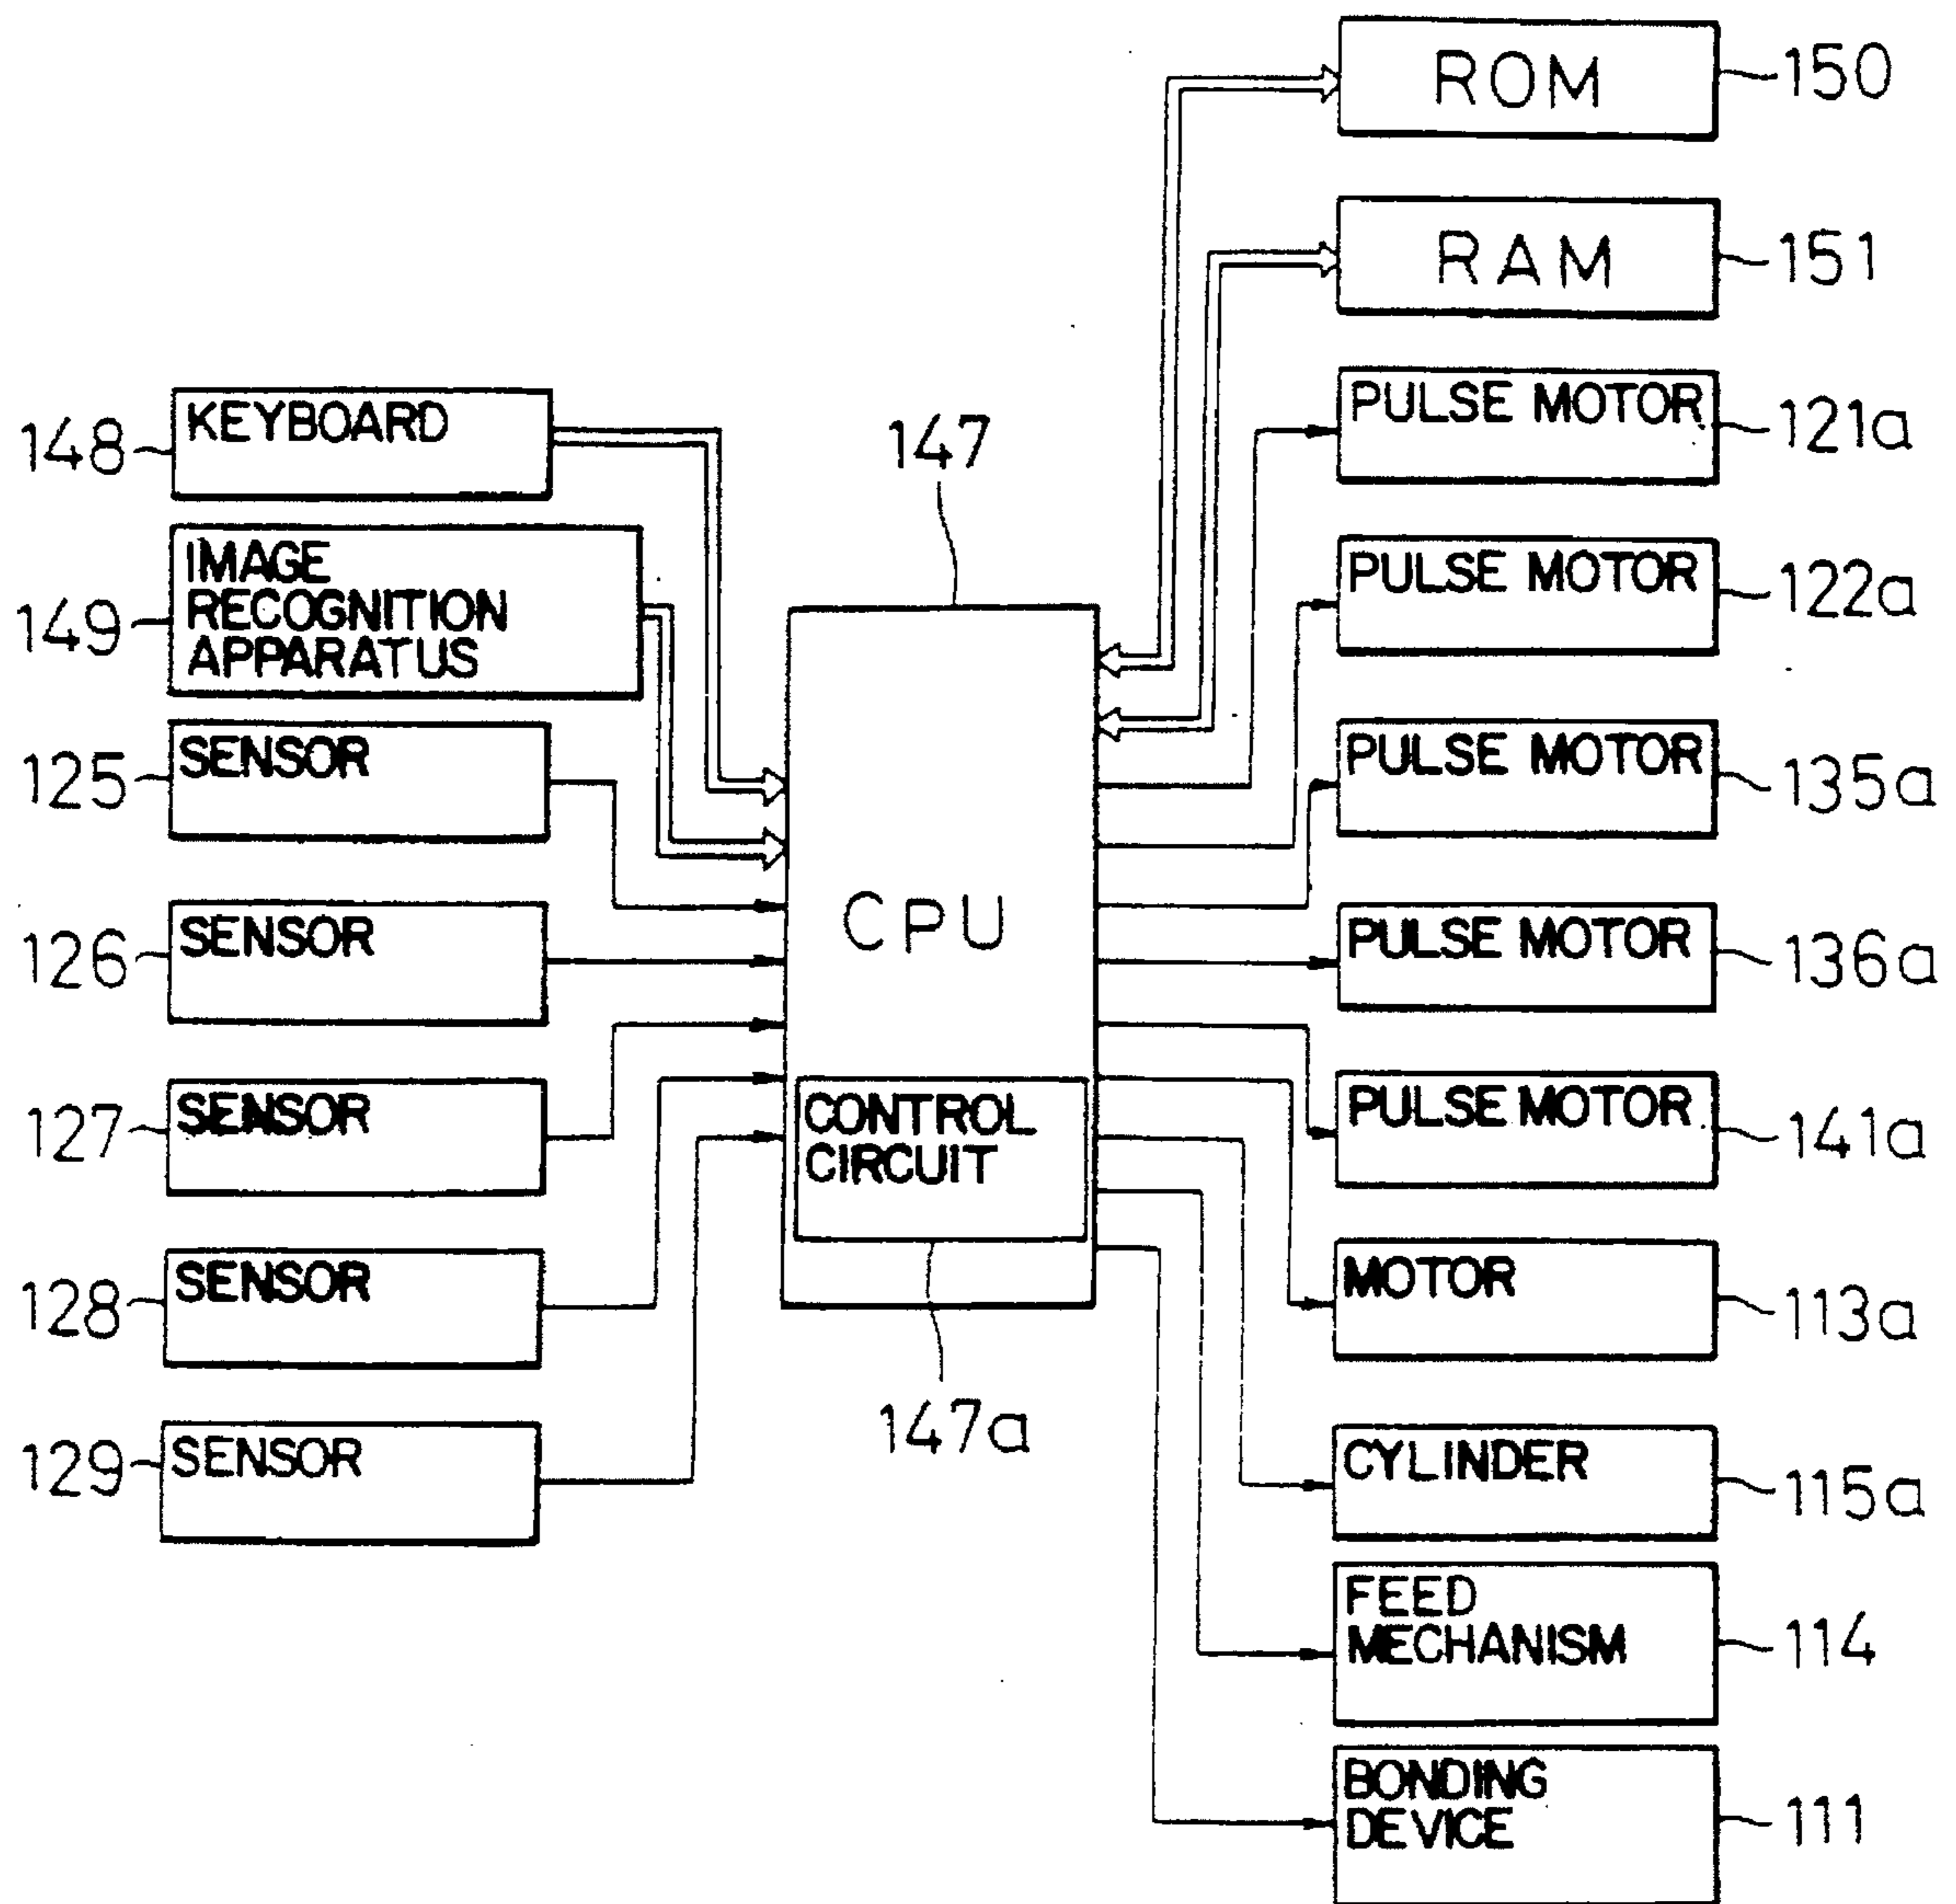 ROM
150
RAM
151
KEYBOARD
148
147
PULSE MOTOR
121a
IMAGE
RECOGNITION
APPARATUS
149
PULSE MOTOR
122a
SENSOR
125
PULSE MOTOR
135a
CPU
SENSOR
126
PULSE MOTOR
136a
SENSOR
127
CONTROL
CIRCUIT
PULSE MOTOR
141a
SENSOR
128
MOTOR
113a
147a
SENSOR
129
CYLINDER
115a
FEED
MECHANISM
114
BONDING
DEVICE
111